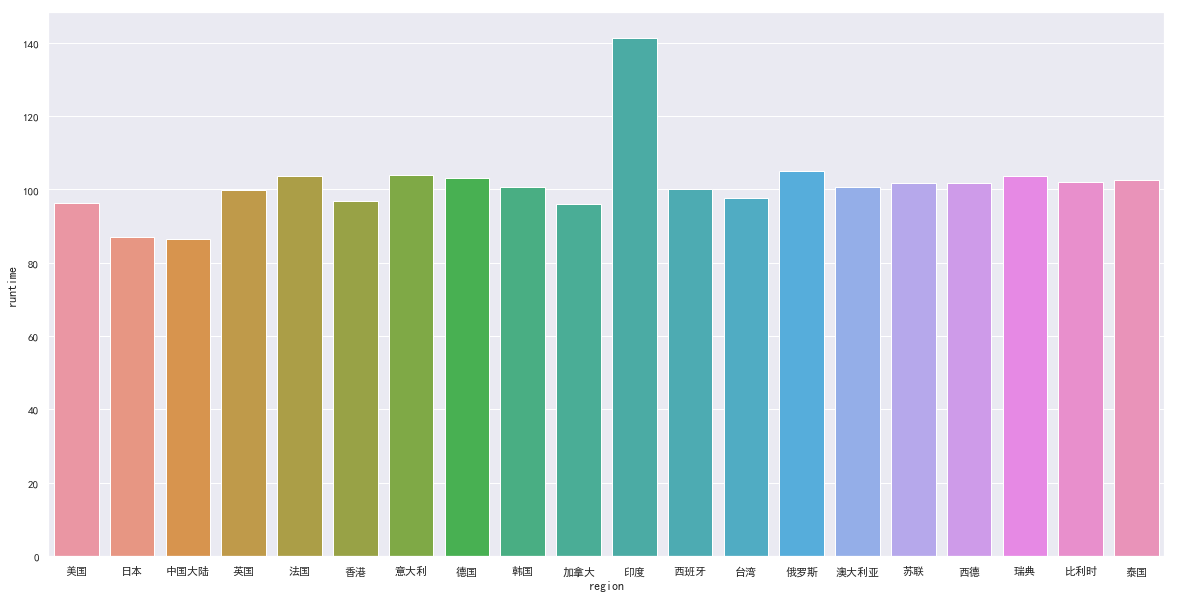 140
120
100
80
60
40
20
0
runtime
美国 日本 中国大陆 英国 法国 香港 意大利 德国 韩国 加拿大 印度 西班牙 台湾 俄罗斯 澳大利亚 苏联 西德 瑞典 比利时 泰国
region